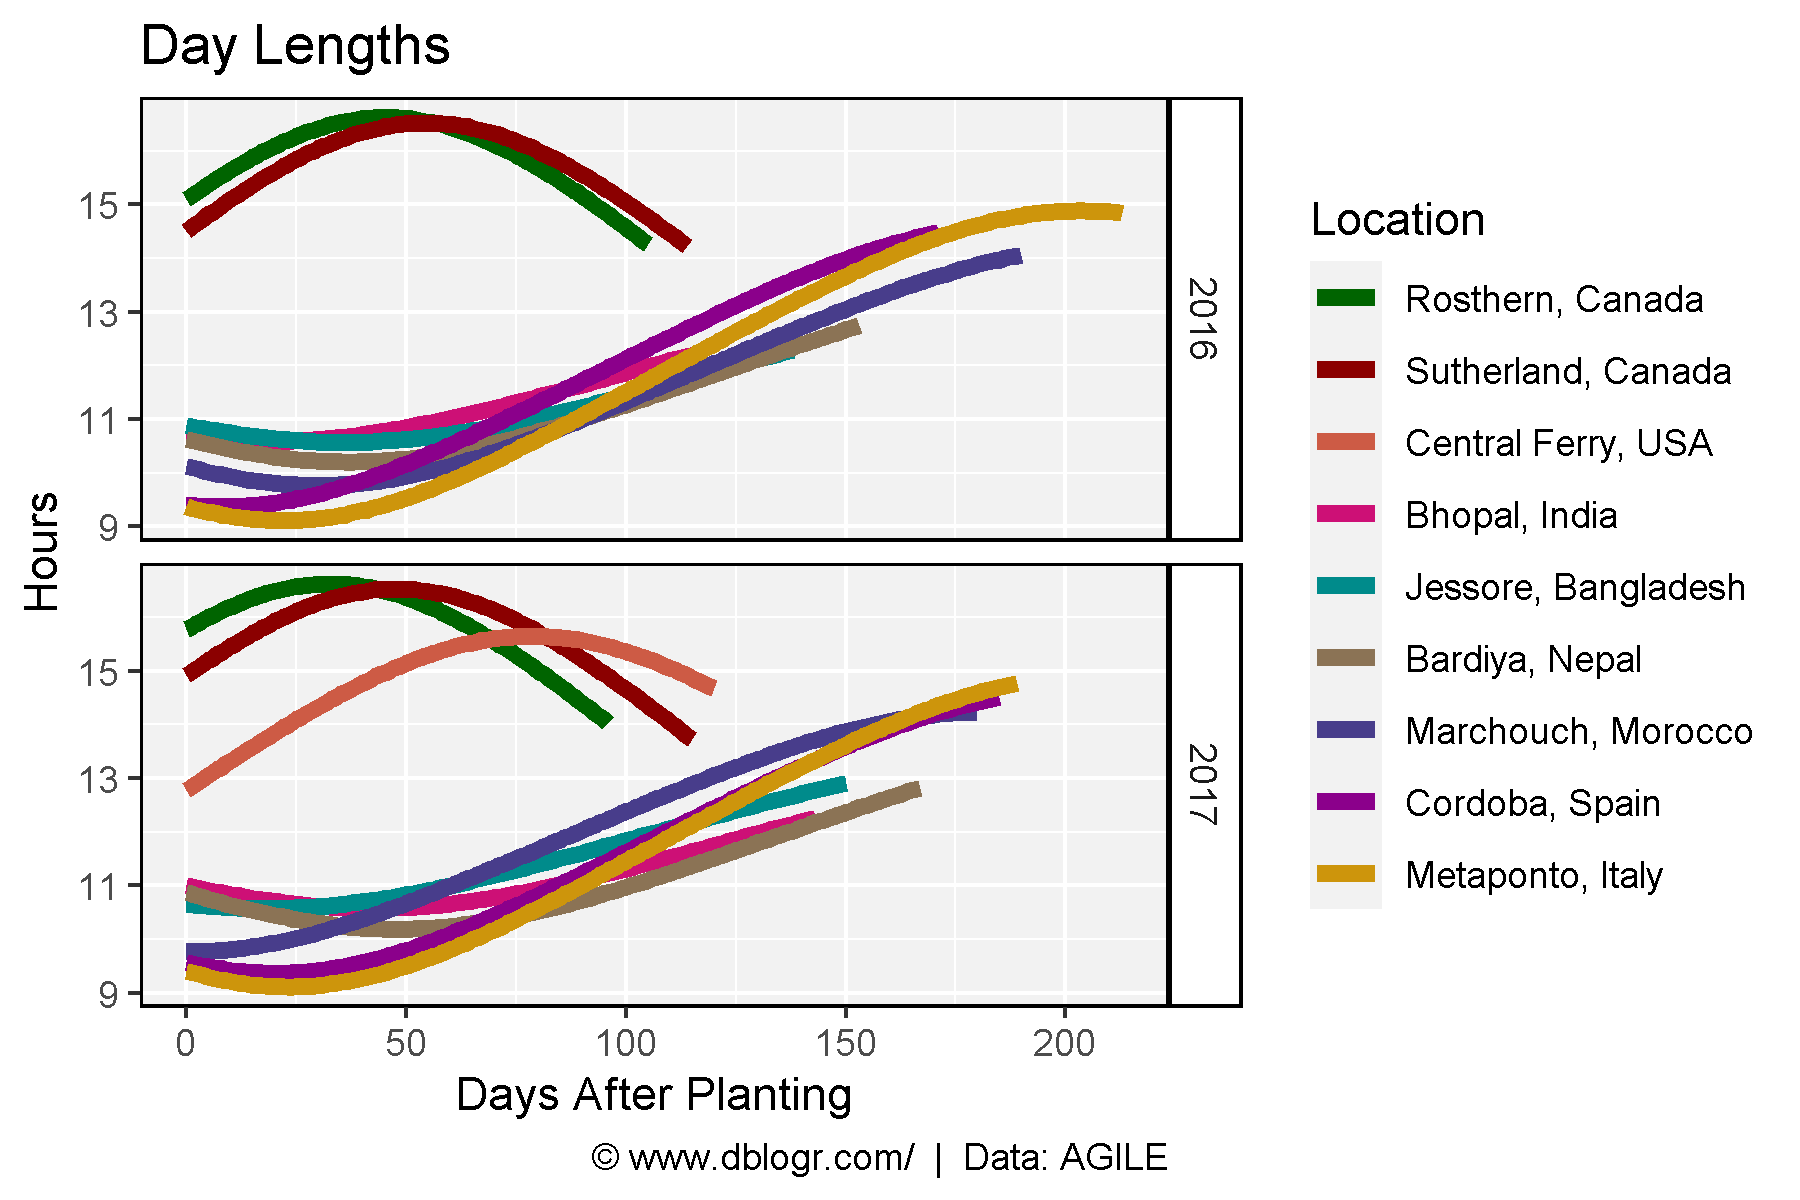 Day Lengths
Hours
15
13
11
9
2016
15
13
11
9
2017
0 50 100 150 200
Days After Planting
Location
Rosthern, Canada
Sutherland, Canada
Central Ferry, USA
Bhopal, India
Jessore, Bangladesh
Bardiya, Nepal
Marchouch, Morocco
Cordoba, Spain
Metaponto, Italy
© www.dblogr.com/ | Data: AGILE